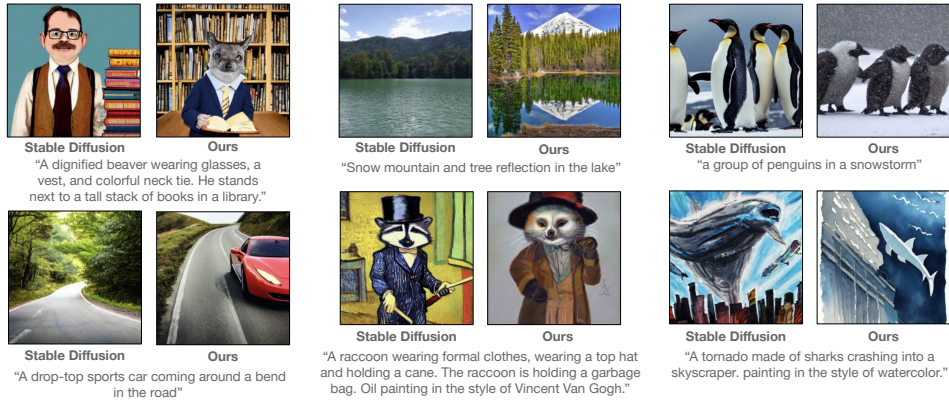 Stable Diffusion
Ours
“A dignified beaver wearing glasses, a
vest, and colorful neck tie. He stands
next to a tall stack of books in a library.”
Stable Diffusion
Ours
“Snow mountain and tree reflection in the lake”
Stable Diffusion
Ours
“a group of penguins in a snowstorm”
Stable Diffusion
Ours
“A drop-top sports car coming around a bend
in the road”
Stable Diffusion
Ours
“A raccoon wearing formal clothes, wearing a top hat
and holding a cane. The raccoon is holding a garbage
bag. Oil painting in the style of Vincent Van Gogh.”
Stable Diffusion
Ours
“A tornado made of sharks crashing into a
skyscraper. painting in the style of watercolor.”